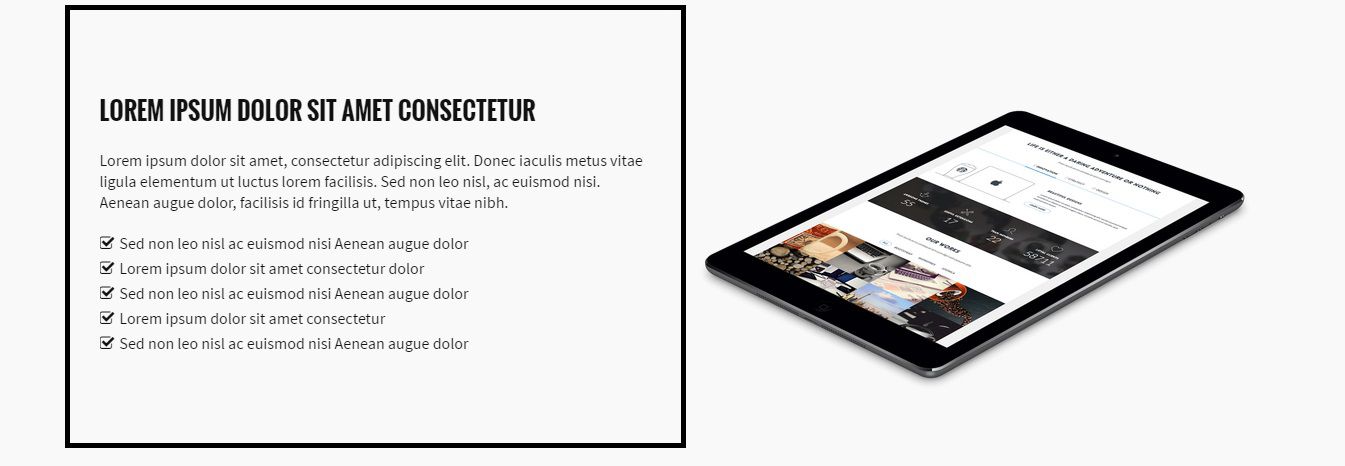 LOREM IPSUM DOLOR SIT AMET CONSECTETUR
Lorem ipsum dolor sit amet, consectetur adipiscing elit. Donec iaculis metus vitae
ligula elementum ut luctus lorem facilisis. Sed non leo nisl, ac euismod nisi.
Aenean augue dolor, facilisis id fringilla ut, tempus vitae nibh.
Sed non leo nisl ac euismod nisi Aenean augue dolor
Lorem ipsum dolor sit amet consectetur dolor
Sed non leo nisl ac euismod nisi Aenean augue dolor
Lorem ipsum dolor sit amet consectetur
Sed non leo nisl ac euismod nisi Aenean augue dolor
LIFE IS EITHER A DARING ADVENTURE OR NOTHING
55
17
22
58711
OUR WORKS